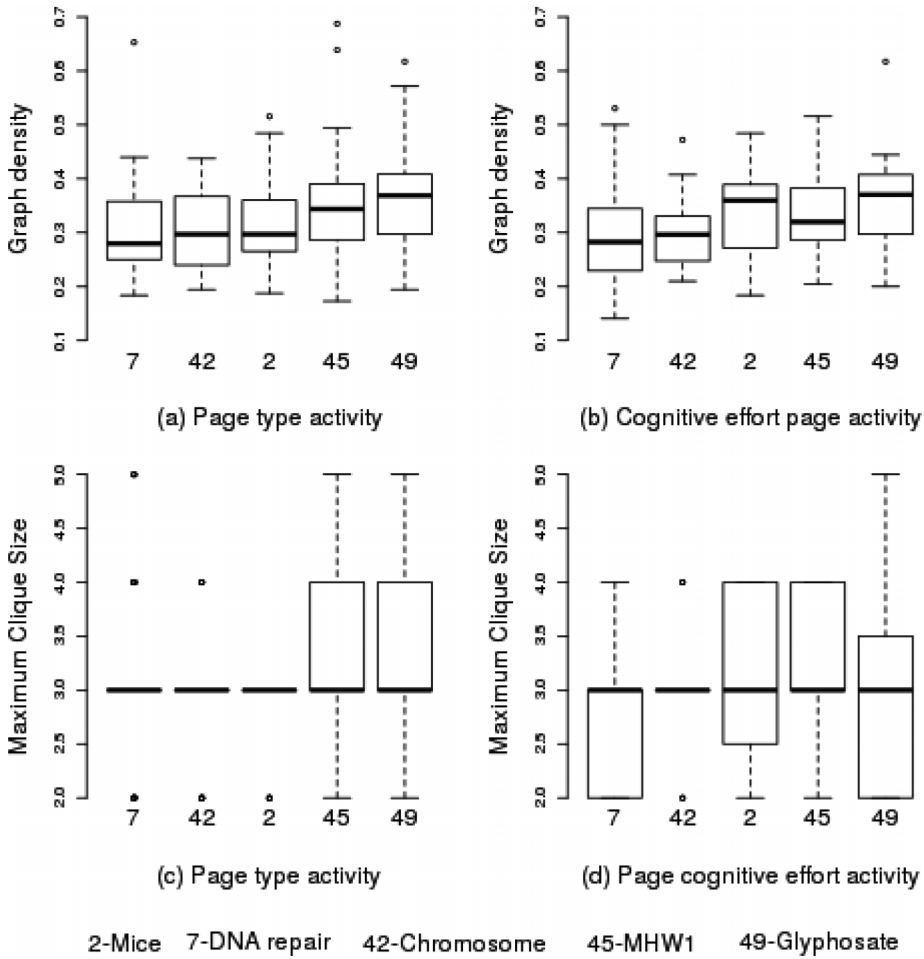 Graph density
0.1 0.2 0.3 0.4 0.5 0.6 0.7
7 42 2 45 49
(a) Page type activity
Graph density
0.1 0.2 0.3 0.4 0.5 0.6 0.7
7 42 2 45 49
(b) Cognitive effort page activity
Maximum Clique Size
2.0 2.5 3.0 3.5 4.0 4.5 5.0
7 42 2 45 49
(c) Page type activity
Maximum Clique Size
2.0 2.5 3.0 3.5 4.0 4.5 5.0
7 42 2 45 49
(d) Page cognitive effort activity
2-Mice 7-DNA repair 42-Chromosome 45-MHW1 49-Glyphosate